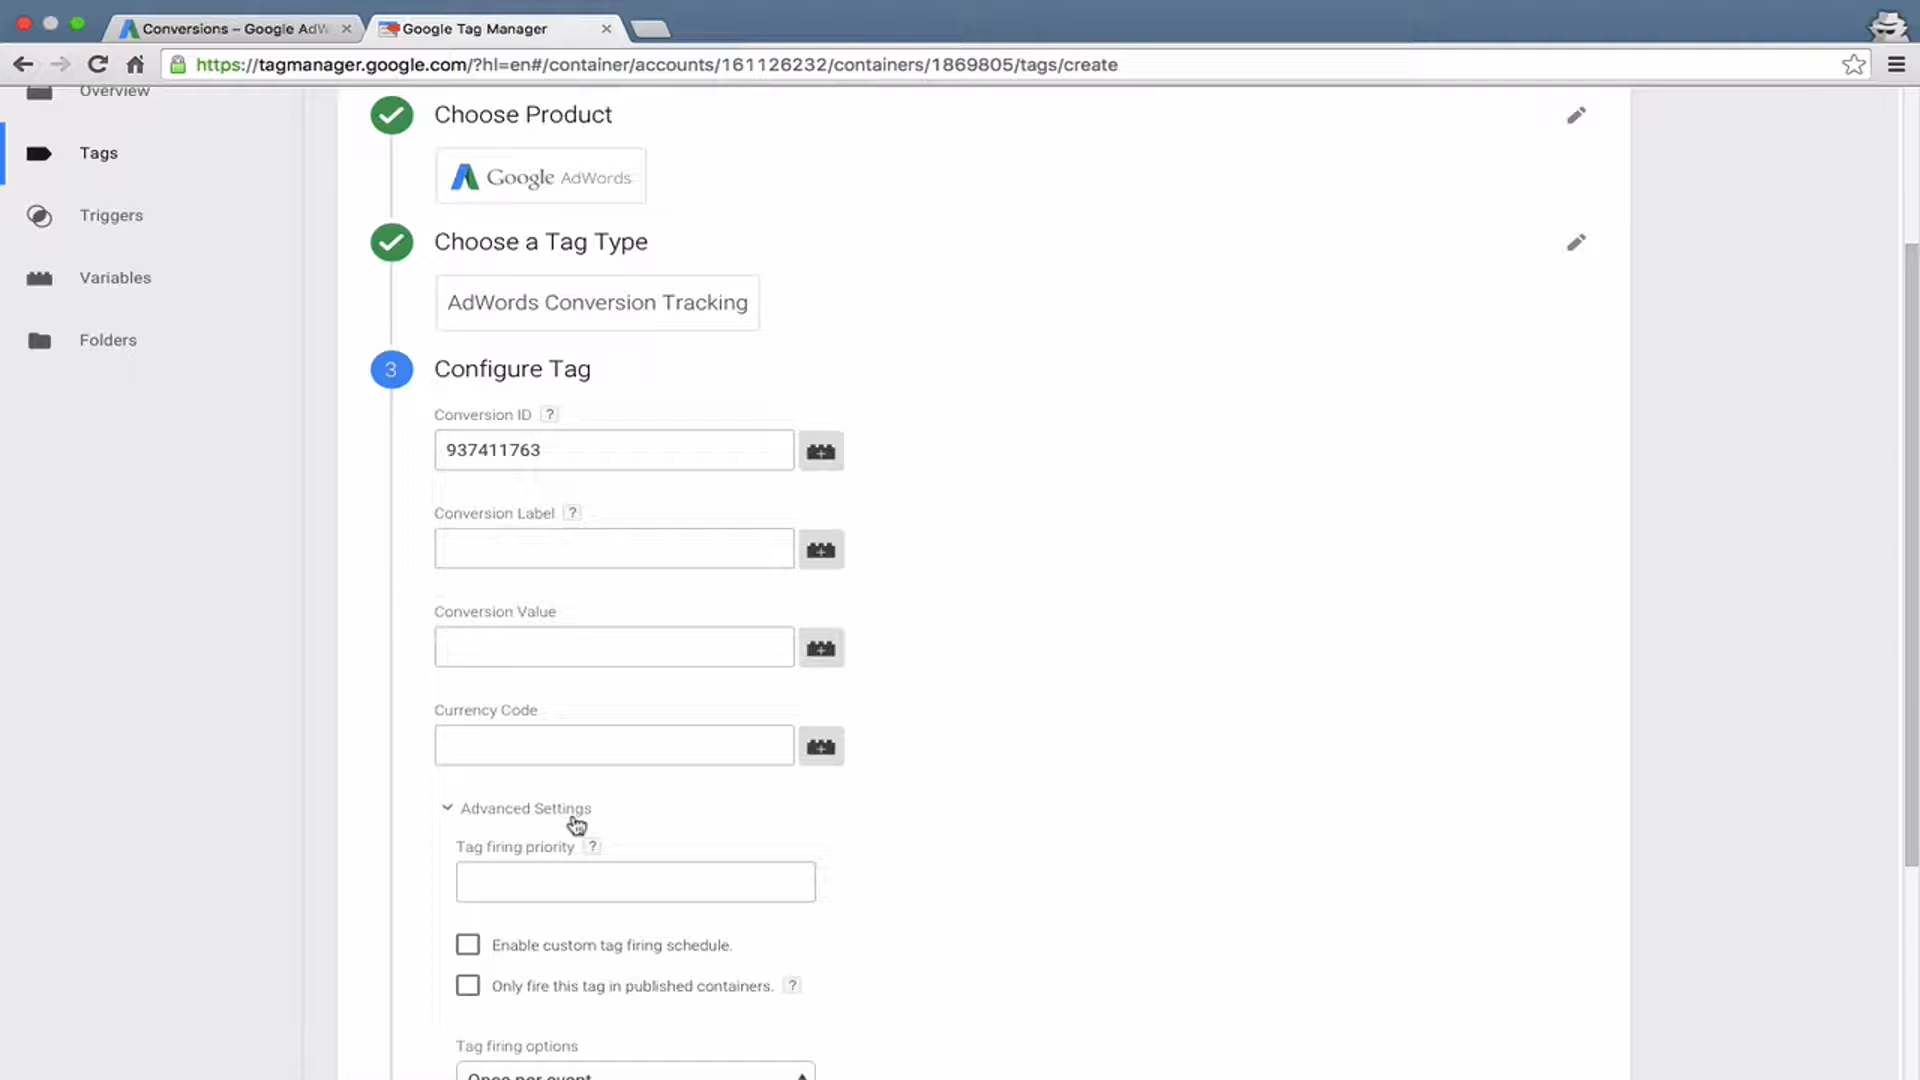 Conversions – Google AdW
Google Tag Manager
https://tagmanager.google.com/?hl=en#/container/accounts/161126232/containers/1869805/tags/create
Overview
Tags
Triggers
Variables
Folders
Choose Product
Google AdWords
Choose a Tag Type
AdWords Conversion Tracking
3 Configure Tag
Conversion ID ?
937411763
Conversion Label ?
Conversion Value
Currency Code
Advanced Settings
Tag firing priority ?
Enable custom tag firing schedule.
Only fire this tag in published containers. ?
Tag firing options
Once per event